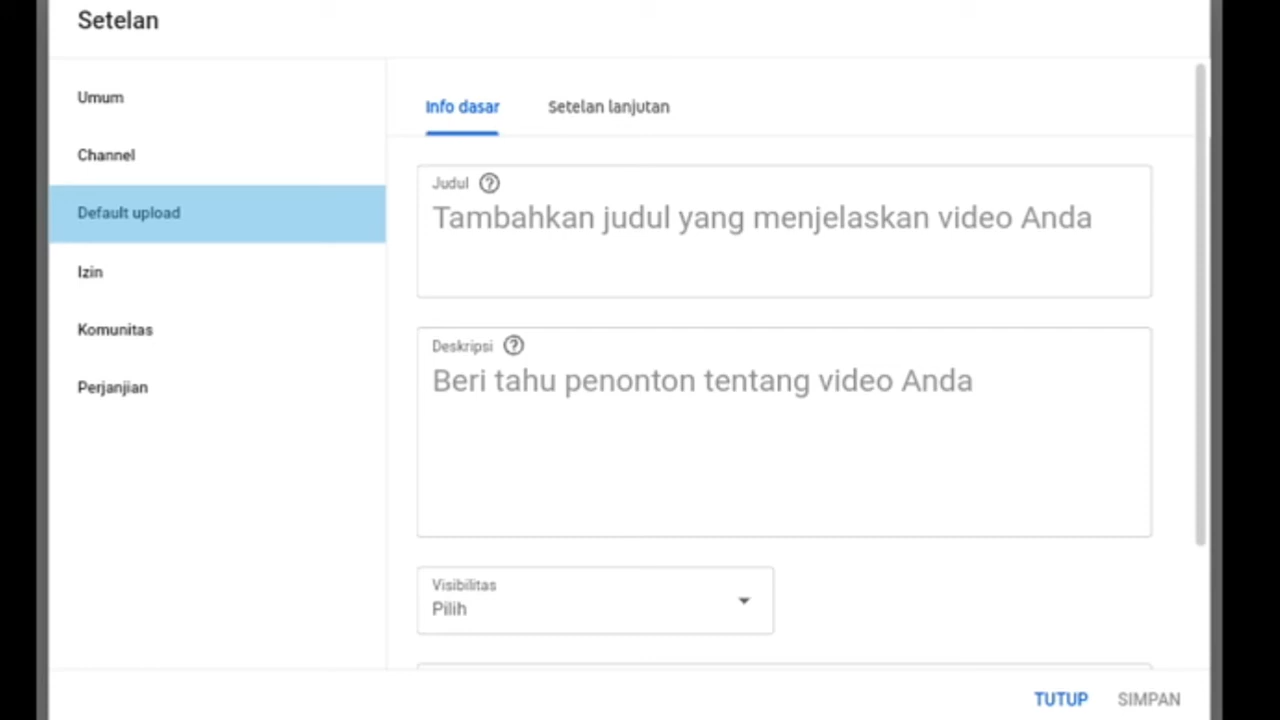 Setelan
Umum
Channel
Default upload
Izin
Komunitas
Perjanjian
Info dasar
Setelan lanjutan
Judul
Tambahkan judul yang menjelaskan video Anda
Deskripsi
Beri tahu penonton tentang video Anda
Visibilitas
Pilih
TUTUP
SIMPAN